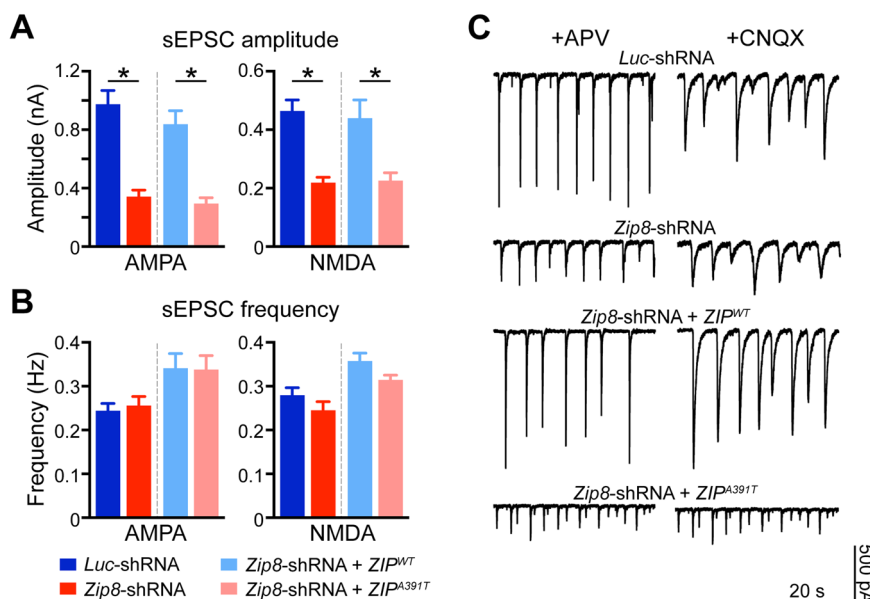 A
sEPSC amplitude
Amplitude (nA)
1.2
0.8
0.4
0
*
*
AMPA
0.6
0.4
0.2
0
*
*
NMDA
B
sEPSC frequency
Frequency (Hz)
0.4
0.3
0.2
0.1
0
AMPA
0.4
0.3
0.2
0.1
0
NMDA
Luc-shRNA
Zip8-shRNA
Zip8-shRNA + ZIP^WT
Zip8-shRNA + ZIP^A391T
C
+APV
+CNQX
Luc-shRNA
Zip8-shRNA
Zip8-shRNA + ZIP^WT
Zip8-shRNA + ZIP^A391T
20 s
500 pA